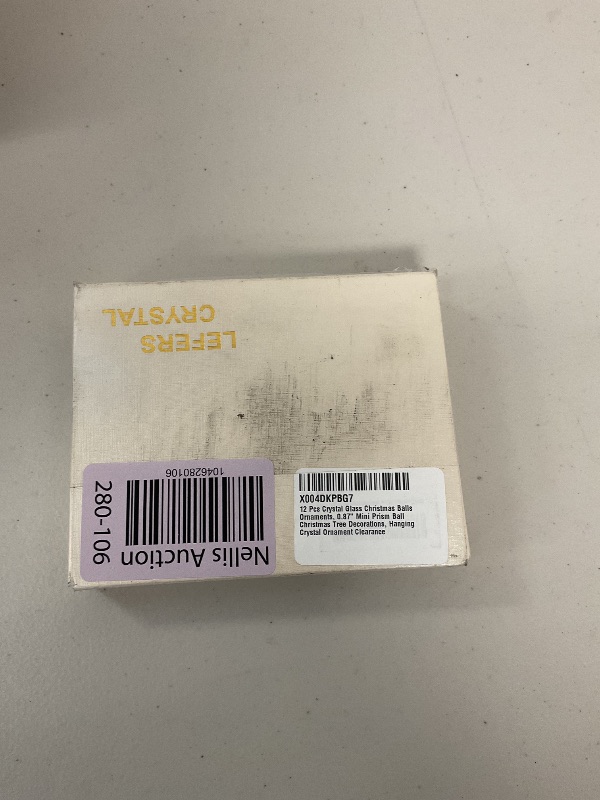 LEFERS
CRYSTAL
1046280106
Nellis Auction
280-106
X004DKPBG7
12 Pcs Crystal Glass Christmas Balls
Ornaments, 0.87" Mini Prism Ball
Christmas Tree Decorations, Hanging
Crystal Ornament Clearance